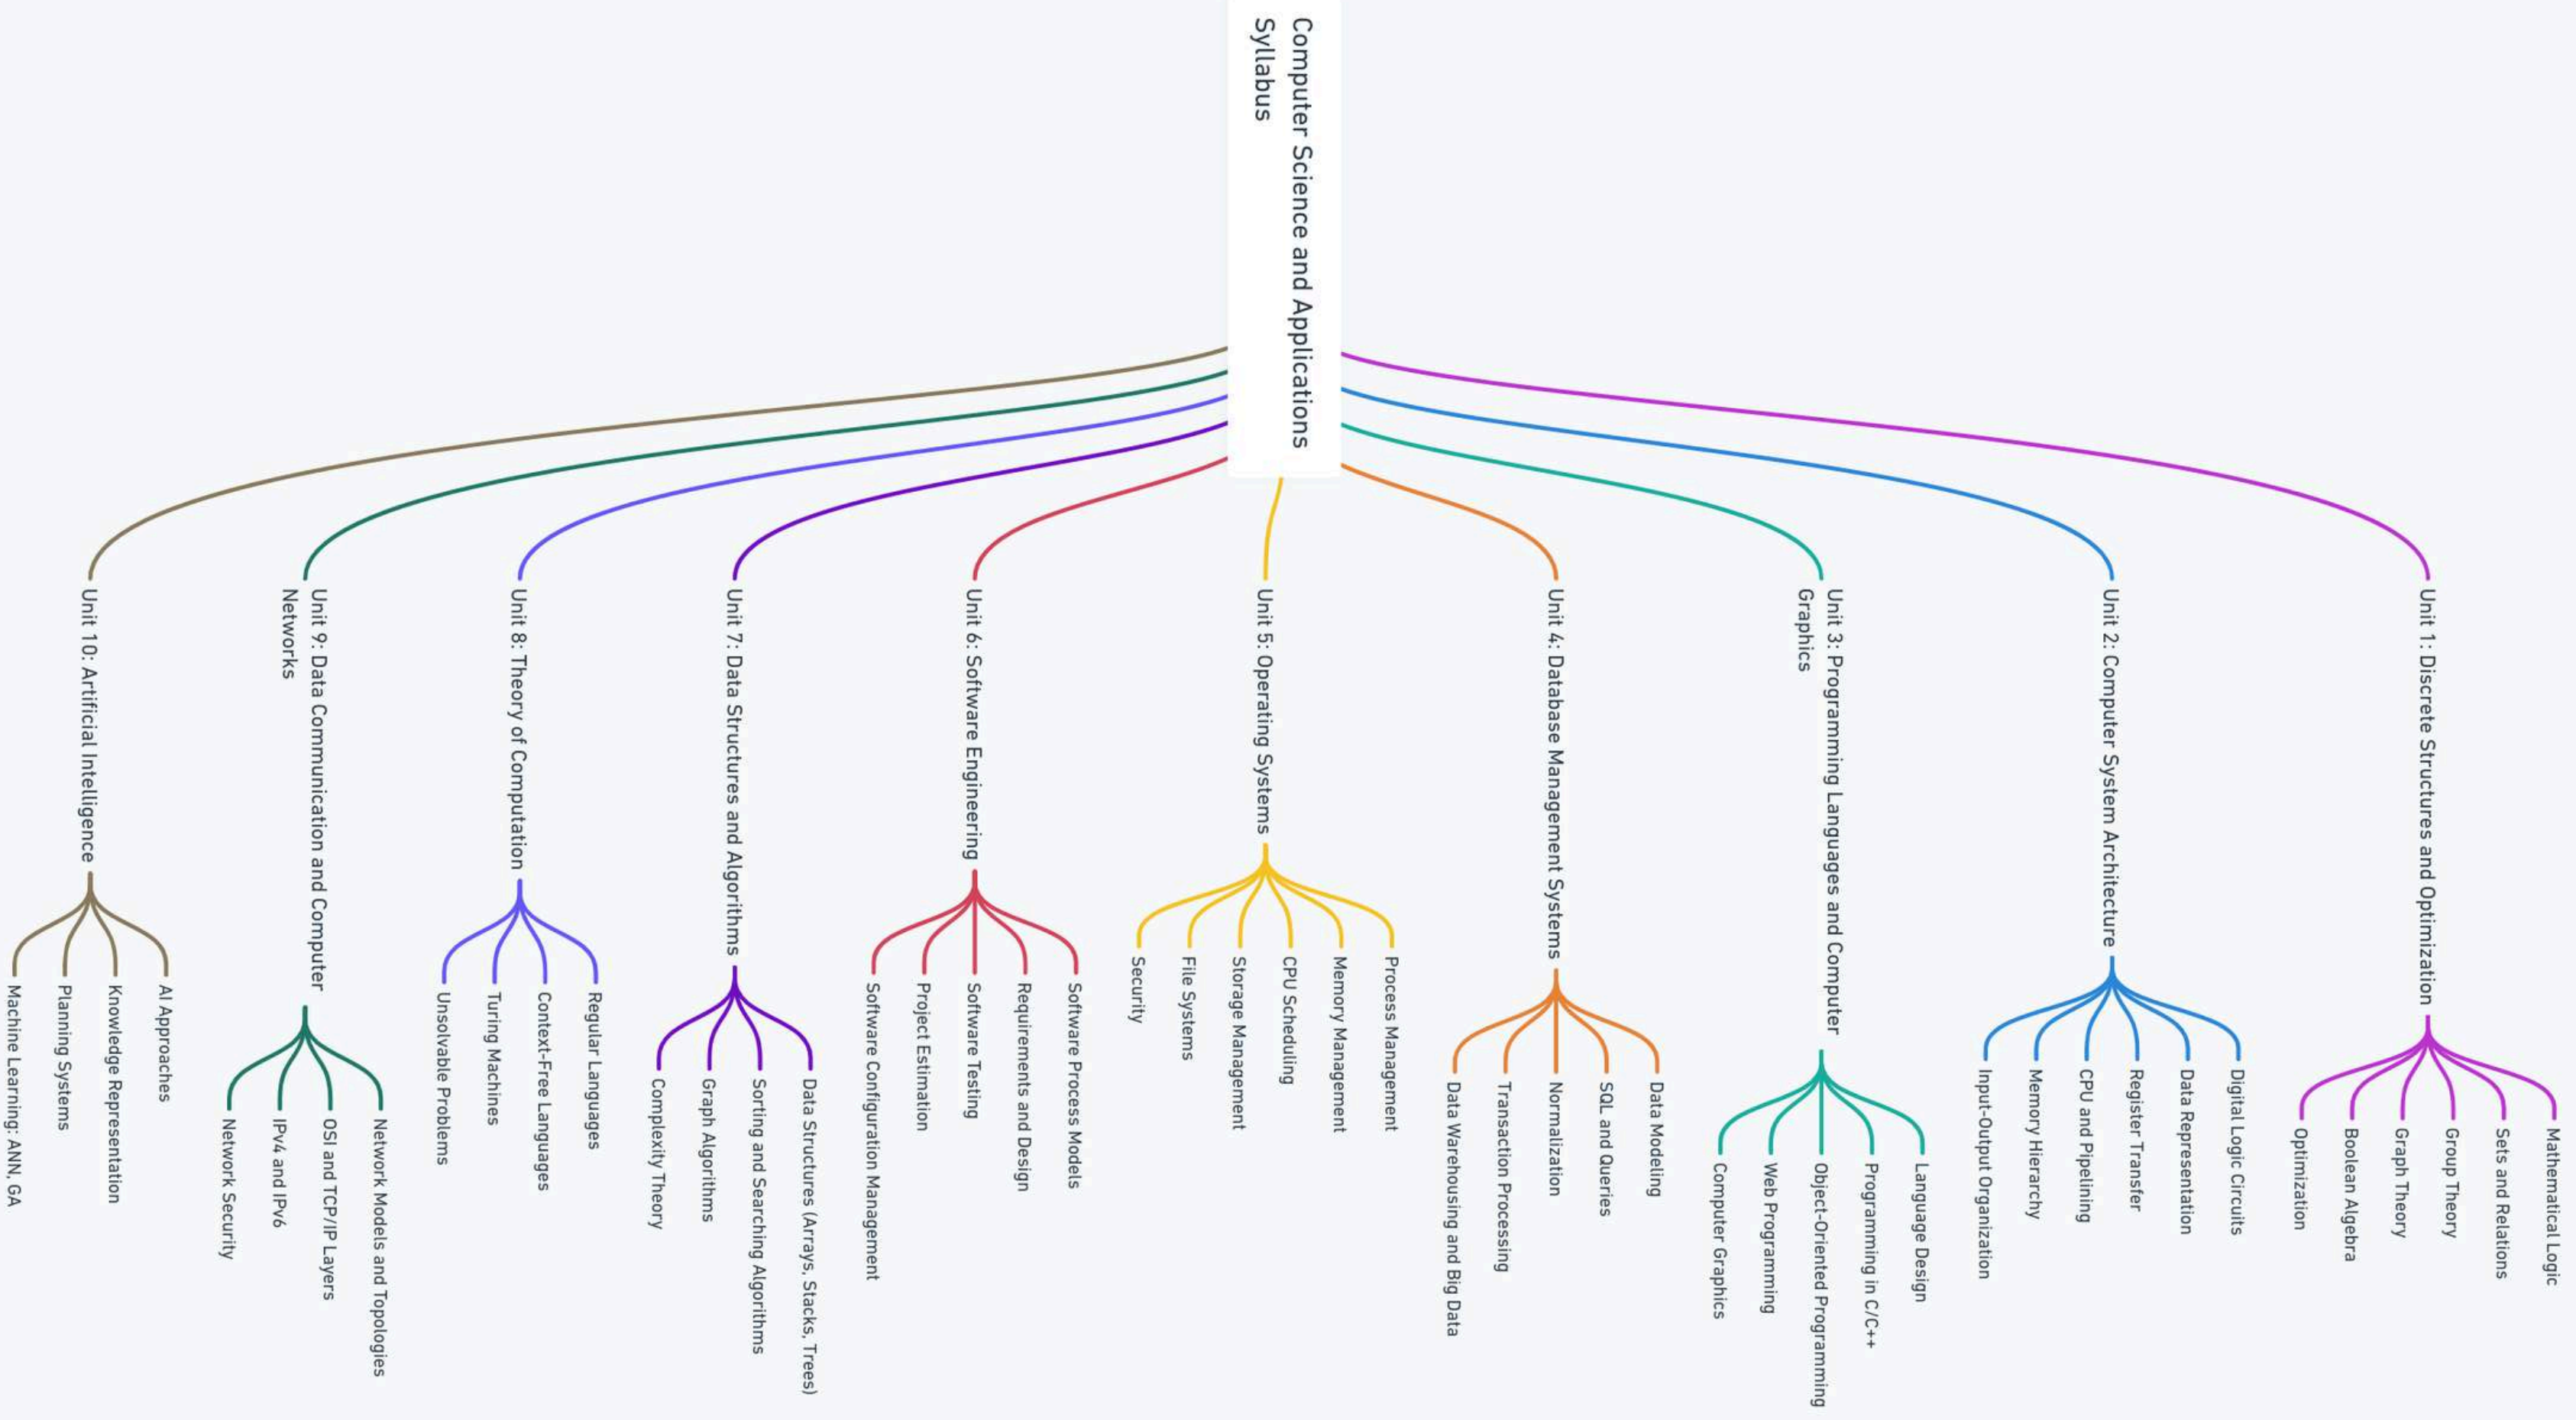 Computer Science and Applications
Syllabus
Unit 1: Discrete Structures and Optimization
Mathematical Logic
Sets and Relations
Group Theory
Graph Theory
Boolean Algebra
Optimization
Unit 2: Computer System Architecture
Digital Logic Circuits
Data Representation
Register Transfer
CPU and Pipelining
Memory Hierarchy
Input-Output Organization
Unit 3: Programming Languages and Computer
Graphics
Language Design
Programming in C/C++
Object-Oriented Programming
Web Programming
Computer Graphics
Unit 4: Database Management Systems
Data Modeling
SQL and Queries
Normalization
Transaction Processing
Data Warehousing and Big Data
Unit 5: Operating Systems
Process Management
Memory Management
CPU Scheduling
Storage Management
File Systems
Security
Unit 6: Software Engineering
Software Process Models
Requirements and Design
Software Testing
Project Estimation
Software Configuration Management
Unit 7: Data Structures and Algorithms
Data Structures (Arrays, Stacks, Trees)
Sorting and Searching Algorithms
Graph Algorithms
Complexity Theory
Unit 8: Theory of Computation
Regular Languages
Context-Free Languages
Turing Machines
Unsolvable Problems
Unit 9: Data Communication and Computer
Networks
Network Models and Topologies
OSI and TCP/IP Layers
IPv4 and IPv6
Network Security
Unit 10: Artificial Intelligence
AI Approaches
Knowledge Representation
Planning Systems
Machine Learning: ANN, GA